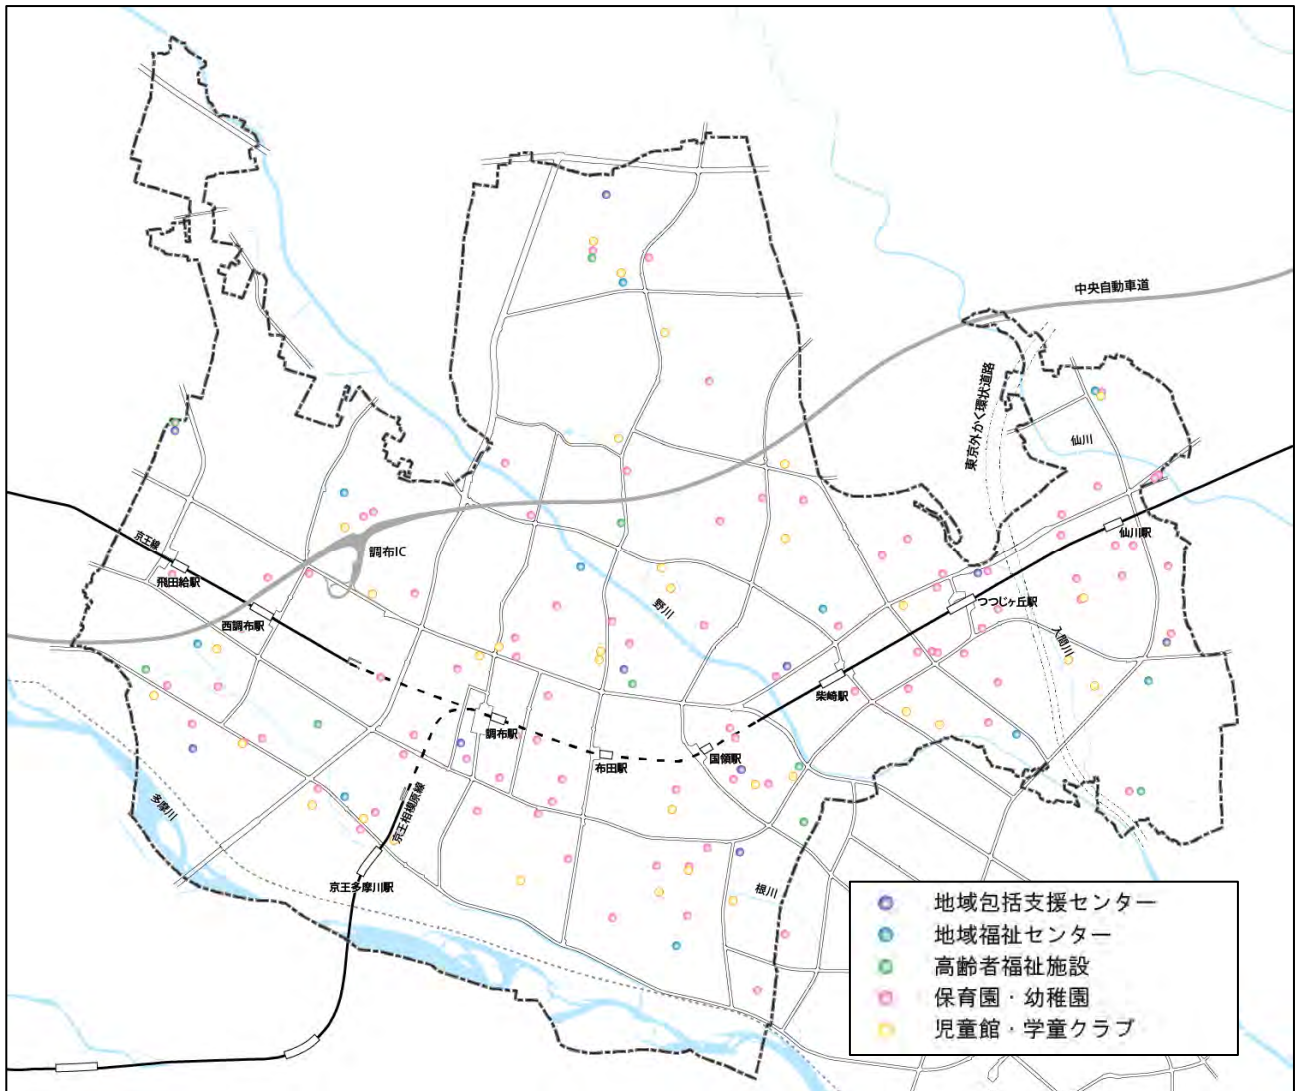 中央自動車道
東京外かく環状道路
仙川
仙川駅
京王線
調布IC
飛田給駅
野川
つつじヶ丘駅
西調布駅
入間川
柴崎駅
調布駅
国領駅
布田駅
多摩川
京王相模原線
京王多摩川駅
根川
地域包括支援センター
地域福祉センター
高齢者福祉施設
保育園・幼稚園
児童館・学童クラブ